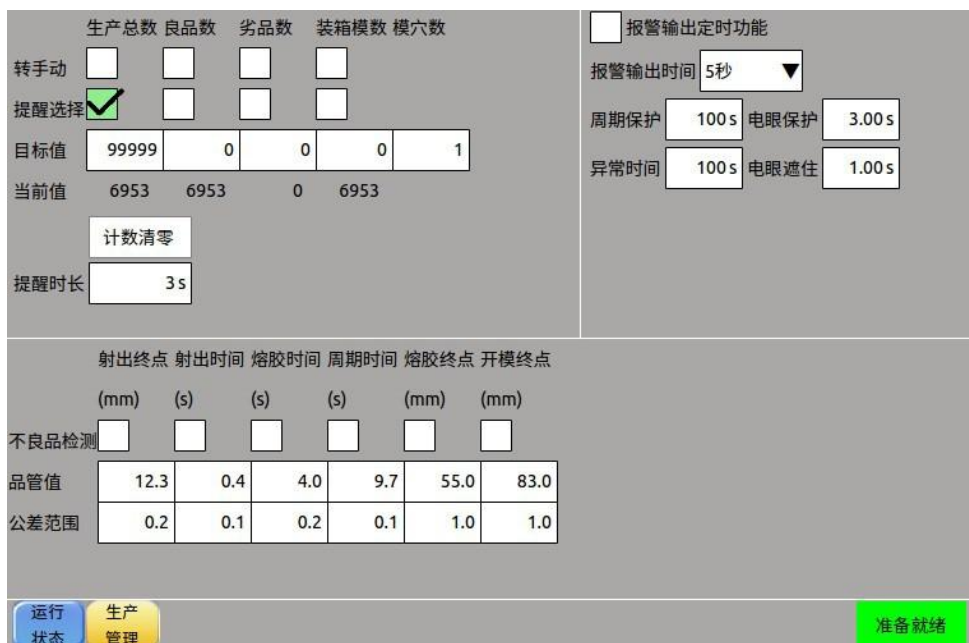 生产总数 良品数 劣品数 装箱模数 模穴数
转手动
提醒选择
目标值 99999 0 0 0 1
当前值 6953 6953 0 6953
计数清零
提醒时长 3 s
报警输出定时功能
报警输出时间 5秒
周期保护 100 s 电眼保护 3.00 s
异常时间 100 s 电眼遮住 1.00 s
射出终点 射出时间 熔胶时间 周期时间 熔胶终点 开模终点
(mm) (s) (s) (s) (mm) (mm)
不良品检测
品管值 12.3 0.4 4.0 9.7 55.0 83.0
公差范围 0.2 0.1 0.2 0.1 1.0 1.0
运行 生产
状态 管理
准备就绪